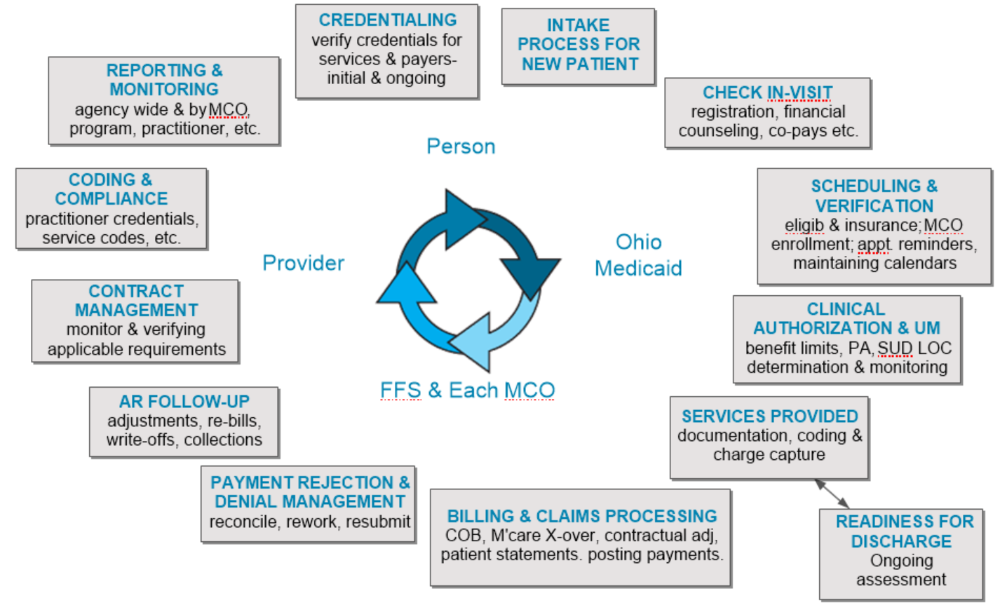 CREDENTIALING
verify credentials for
services & payers-
initial & ongoing
INTAKE
PROCESS FOR
NEW PATIENT
REPORTING &
MONITORING
agency wide & by MCO,
program, practitioner, etc.
CHECK IN-VISIT
registration, financial
counseling, co-pays etc.
Person
CODING &
COMPLIANCE
practitioner credentials,
service codes, etc.
SCHEDULING &
VERIFICATION
eligib & insurance; MCO
enrollment; appt. reminders,
maintaining calendars
Provider
Ohio
Medicaid
CONTRACT
MANAGEMENT
monitor & verifying
applicable requirements
CLINICAL
AUTHORIZATION & UM
benefit limits, PA, SUD LOC
determination & monitoring
FFS & Each MCO
AR FOLLOW-UP
adjustments, re-bills,
write-offs, collections
SERVICES PROVIDED
documentation, coding &
charge capture
PAYMENT REJECTION &
DENIAL MANAGEMENT
reconcile, rework, resubmit
BILLING & CLAIMS PROCESSING
COB, M'care X-over, contractual adj,
patient statements. posting payments.
READINESS FOR
DISCHARGE
Ongoing
assessment